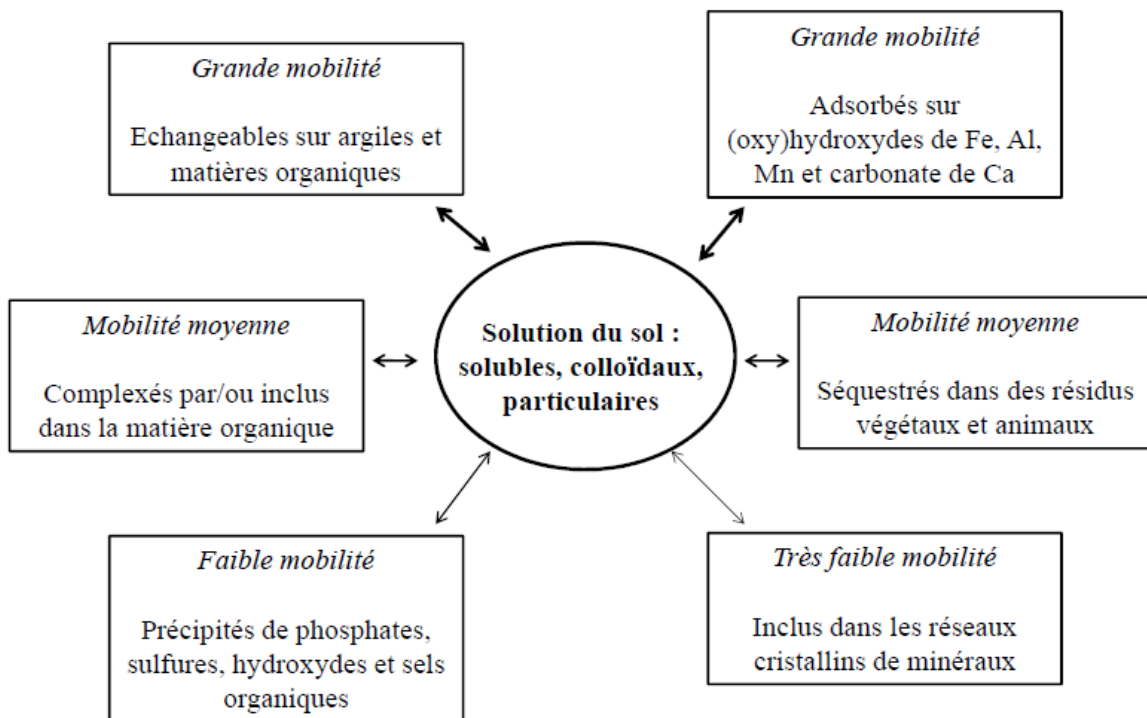 Grande mobilité
Echangeables sur argiles et
matières organiques
Grande mobilité
Adsorbés sur
(oxy)hydroxydes de Fe, Al,
Mn et carbonate de Ca
Mobilité moyenne
Complexés par/ou inclus
dans la matière organique
Solution du sol :
solubles, colloïdaux,
particulaires
Mobilité moyenne
Séquestrés dans des résidus
végétaux et animaux
Faible mobilité
Précipités de phosphates,
sulfures, hydroxydes et sels
organiques
Très faible mobilité
Inclus dans les réseaux
cristallins de minéraux